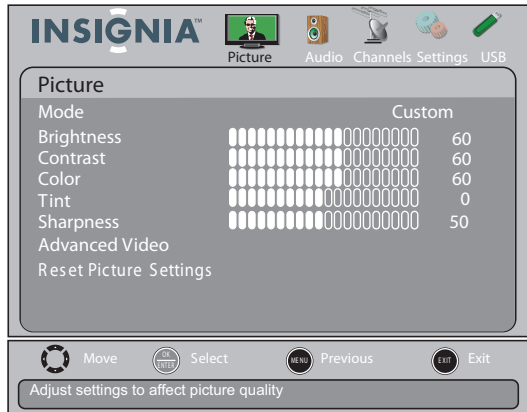 INSIGNIA™
Picture Audio Channels Settings USB
Picture
Mode Custom
Brightness 60
Contrast 60
Color 60
Tint 0
Sharpness 50
Advanced Video
Reset Picture Settings
Move OK ENTER Select MENU Previous EXIT Exit
Adjust settings to affect picture quality